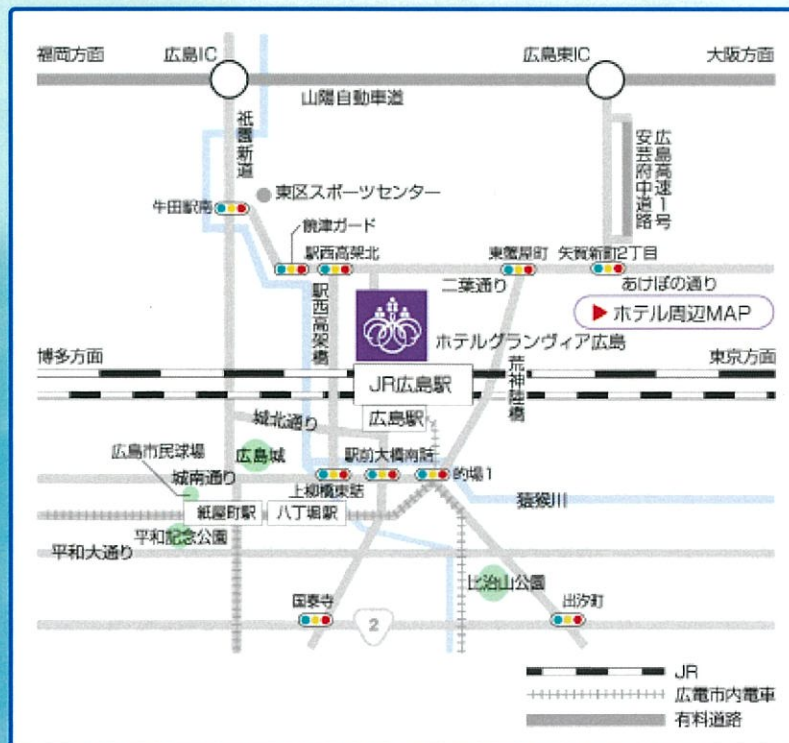 福岡方面
広島IC
広島東IC
大阪方面
山陽自動車道
祇園新道
広島高速1号
安芸府中道路
東区スポーツセンター
牛田駅南
饒津ガード
駅西高架北
東蟹屋町
矢賀新町2丁目
二葉通り
あけぼの通り
駅西高架橋
▶ ホテル周辺MAP
ホテルグランヴィア広島
博多方面
東京方面
JR広島駅
荒神陸橋
広島駅
城北通り
広島市民球場
広島城
駅前大橋南詰
城南通り
的場1
上柳橋東詰
猿猴川
紙屋町駅
八丁堀駅
平和記念公園
平和大通り
比治山公園
国泰寺
出汐町
2
JR
広電市内電車
有料道路